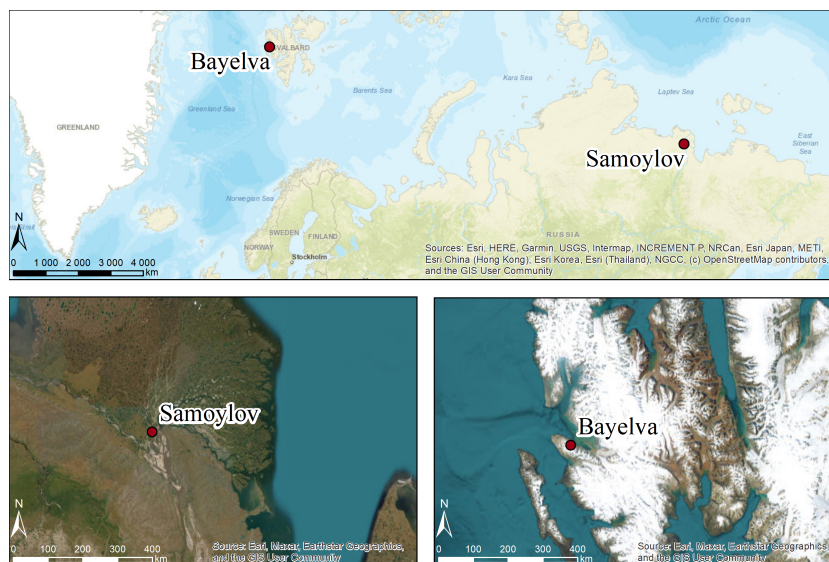 Arctic Ocean
SVALBARD
Bayelva
Kara Sea
Barents Sea
Laptev Sea
Greenland Sea
GREENLAND
Samoylov
East
Siberian
Sea
Norwegian Sea
N
SWEDEN
FINLAND
NORWAY
RUSSIA
Stockholm
0 1 000 2 000 3 000 4 000
km
Sources: Esri, HERE, Garmin, USGS, Intermap, INCREMENT P, NRCan, Esri Japan, METI,
Esri China (Hong Kong), Esri Korea, Esri (Thailand), NGCC, (c) OpenStreetMap contributors,
and the GIS User Community
Samoylov
N
0 100 200 300 400
km
Source: Esri, Maxar, Earthstar Geographics,
and the GIS User Community
Bayelva
N
0 100 200 300 400
km
Source: Esri, Maxar, Earthstar Geographics,
and the GIS User Community